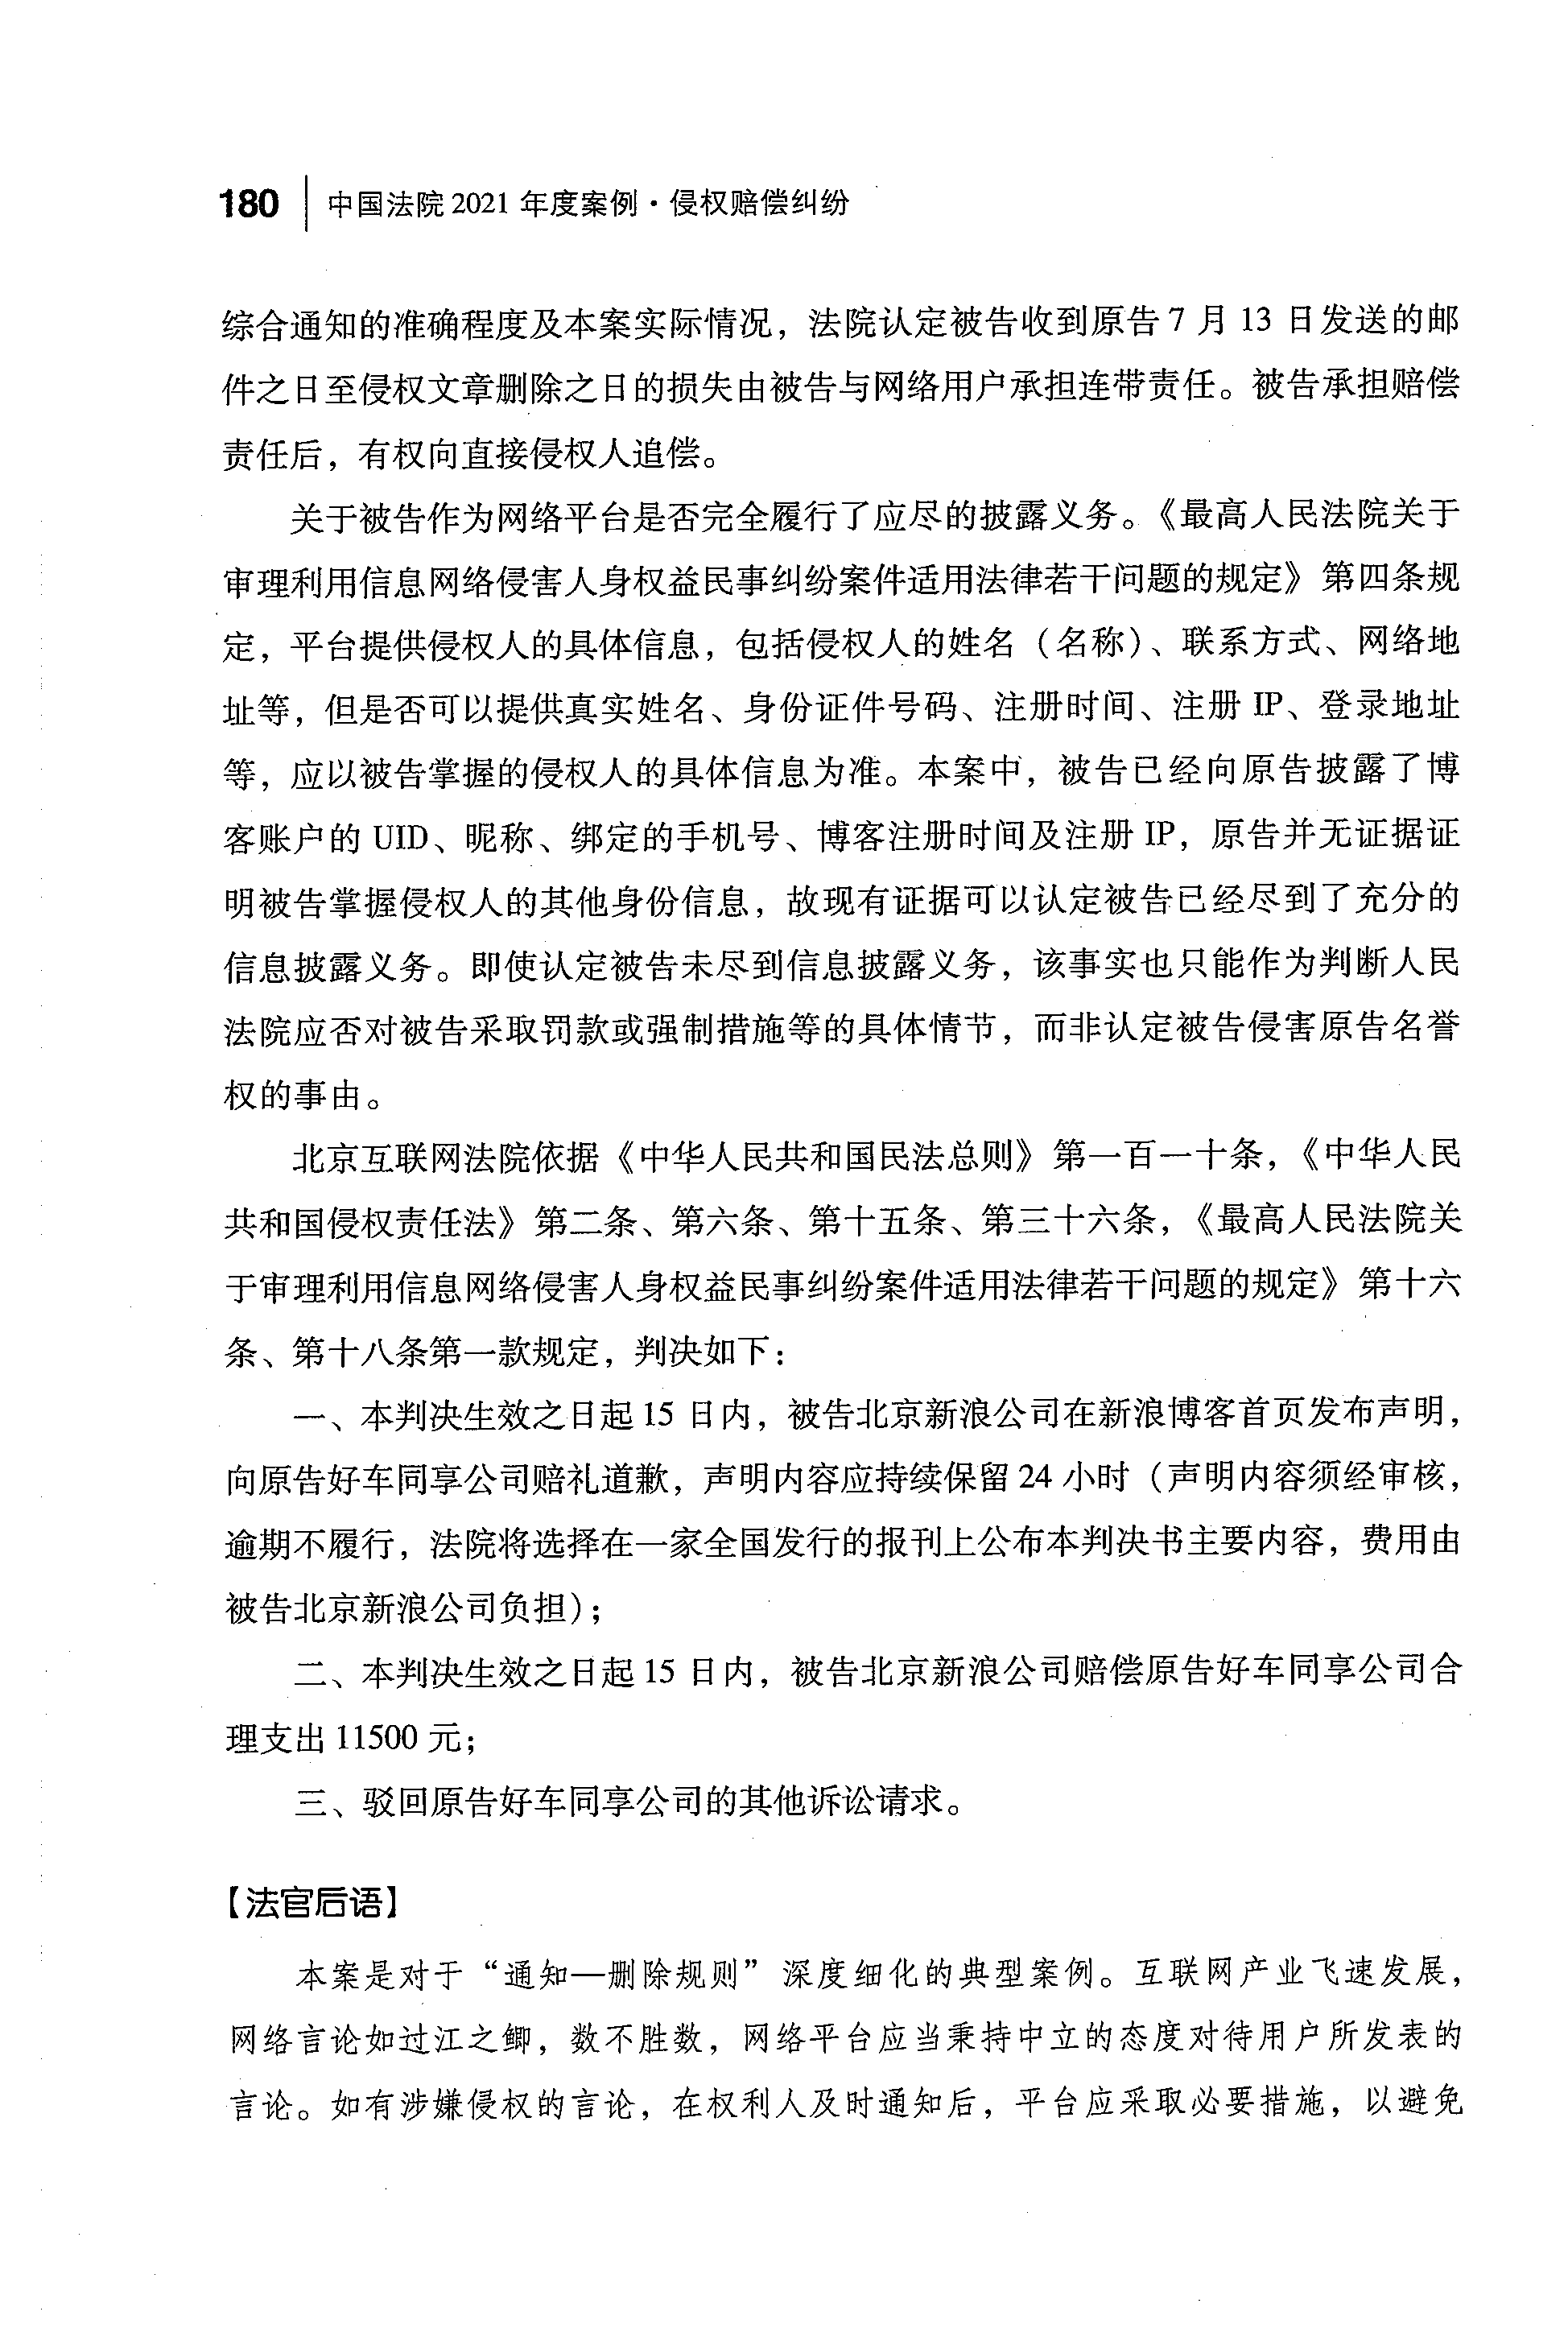 180 中国法院 2021 年度案例·侵权赔偿纠纷
综合通知的准确程度及本案实际情况，法院认定被告收到原告 7 月 13 日发送的邮
件之日至侵权文章删除之日的损失由被告与网络用户承担连带责任。被告承担赔偿
责任后，有权向直接侵权人追偿。
关于被告作为网络平台是否完全履行了应尽的披露义务。《最高人民法院关于
审理利用信息网络侵害人身权益民事纠纷案件适用法律若干问题的规定》第四条规
定，平台提供侵权人的具体信息，包括侵权人的姓名（名称）、联系方式、网络地
址等，但是否可以提供真实姓名、身份证件号码、注册时间、注册 IP、登录地址
等，应以被告掌握的侵权人的具体信息为准。本案中，被告已经向原告披露了博
客账户的 UID、昵称、绑定的手机号、博客注册时间及注册 IP，原告并无证据证
明被告掌握侵权人的其他身份信息，故现有证据可以认定被告已经尽到了充分的
信息披露义务。即使认定被告未尽到信息披露义务，该事实也只能作为判断人民
法院应否对被告采取罚款或强制措施等的具体情节，而非认定被告侵害原告名誉
权的事由。
北京互联网法院依据《中华人民共和国民法总则》第一百一十条，《中华人民
共和国侵权责任法》第二条、第六条、第十五条、第三十六条，《最高人民法院关
于审理利用信息网络侵害人身权益民事纠纷案件适用法律若干问题的规定》第十六
条、第十八条第一款规定，判决如下：
一、本判决生效之日起 15 日内，被告北京新浪公司在新浪博客首页发布声明，
向原告好车同享公司赔礼道歉，声明内容应持续保留 24 小时（声明内容须经审核，
逾期不履行，法院将选择在一家全国发行的报刊上公布本判决书主要内容，费用由
被告北京新浪公司负担）；
二、本判决生效之日起 15 日内，被告北京新浪公司赔偿原告好车同享公司合
理支出 11500 元；
三、驳回原告好车同享公司的其他诉讼请求。
【法官后语】
本案是对于“通知—删除规则”深度细化的典型案例。互联网产业飞速发展，
网络言论如过江之鲫，数不胜数，网络平台应当秉持中立的态度对待用户所发表的
言论。如有涉嫌侵权的言论，在权利人及时通知后，平台应采取必要措施，以避免